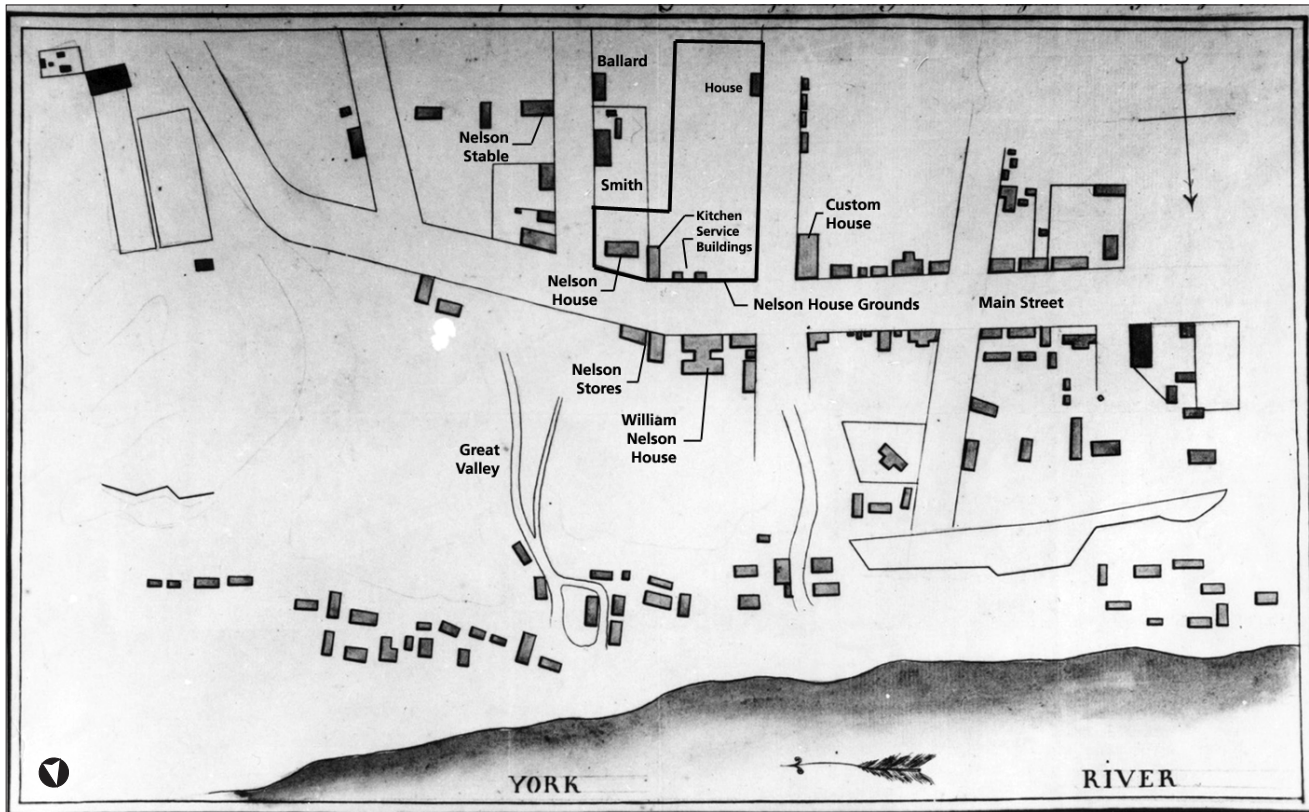 Ballard
House
Nelson
Stable
Smith
Kitchen
Service
Buildings
Custom
House
Nelson
House
Nelson House Grounds
Main Street
Nelson
Stores
William
Nelson
House
Great
Valley
YORK RIVER